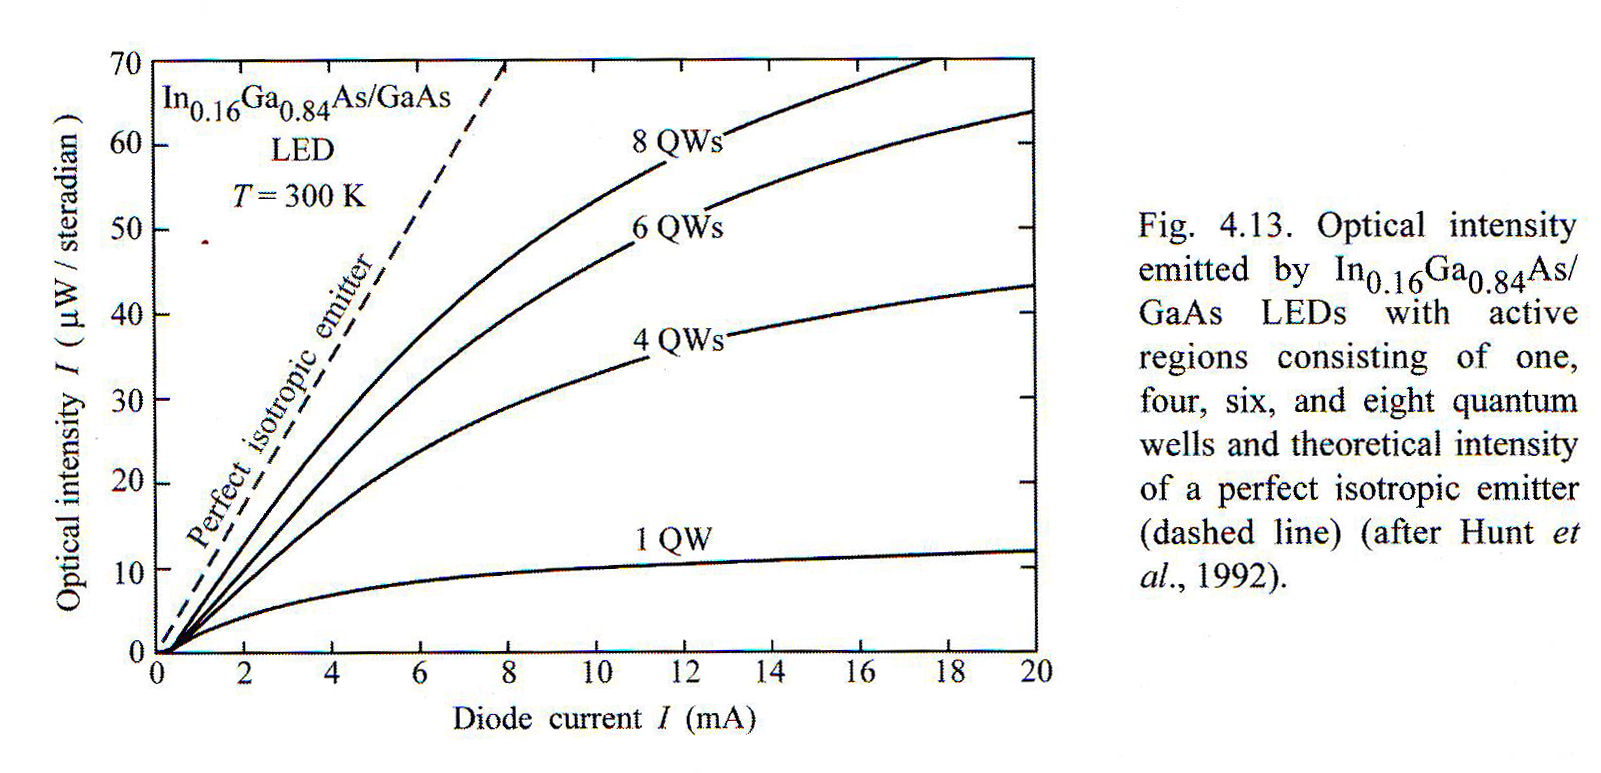 70
60
50
40
30
20
10
0
Optical intensity I ( μW / steradian )
In0.16Ga0.84As/GaAs
LED
T = 300 K
Perfect isotropic emitter
8 QWs
6 QWs
4 QWs
1 QW
0 2 4 6 8 10 12 14 16 18 20
Diode current I (mA)
Fig. 4.13. Optical intensity
emitted by In0.16Ga0.84As/
GaAs LEDs with active
regions consisting of one,
four, six, and eight quantum
wells and theoretical intensity
of a perfect isotropic emitter
(dashed line) (after Hunt et
al., 1992).